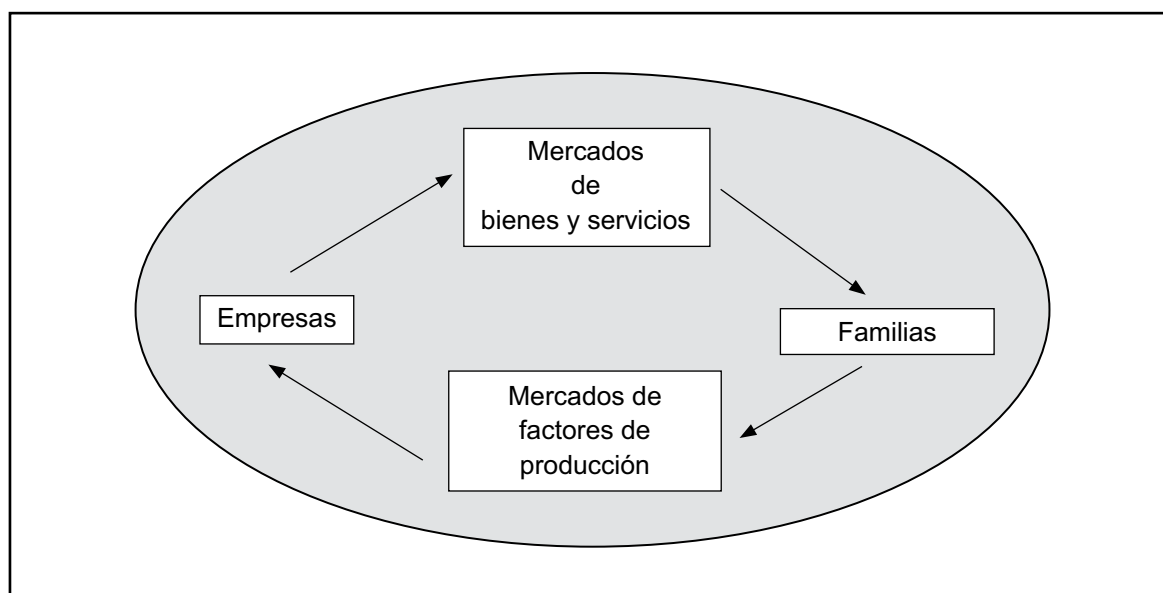 Mercados
de
bienes y servicios
Empresas
Familias
Mercados de
factores de
producción